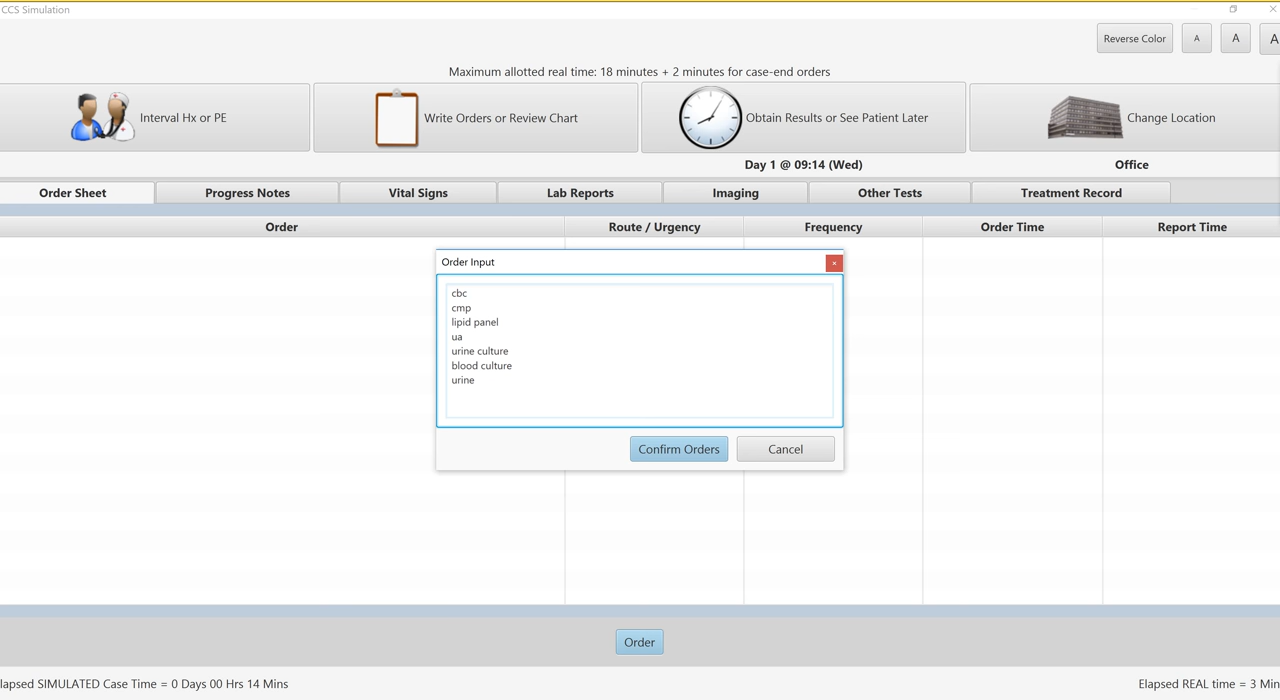 CCS Simulation
Reverse Color A A A
Maximum allotted real time: 18 minutes + 2 minutes for case-end orders
Interval Hx or PE
Write Orders or Review Chart
Obtain Results or See Patient Later
Change Location
Day 1 @ 09:14 (Wed)
Office
Order Sheet
Progress Notes
Vital Signs
Lab Reports
Imaging
Other Tests
Treatment Record
Order
Route / Urgency
Frequency
Order Time
Report Time
Order Input
cbc
cmp
lipid panel
ua
urine culture
blood culture
urine
Confirm Orders
Cancel
Order
lapsed SIMULATED Case Time = 0 Days 00 Hrs 14 Mins
Elapsed REAL time = 3 Min